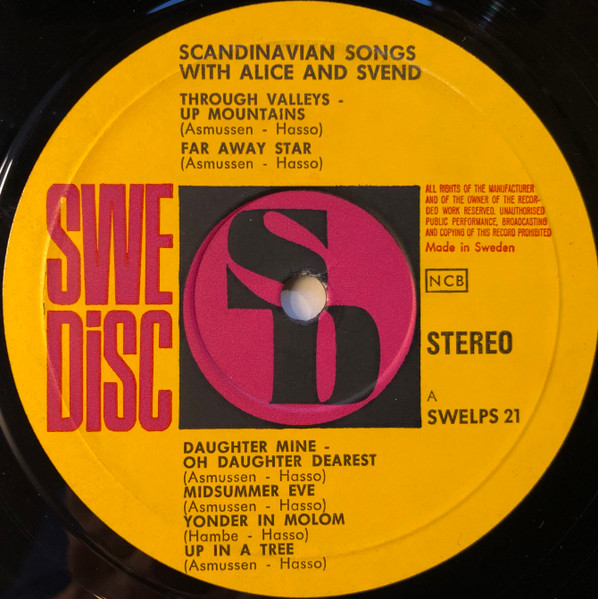 SCANDINAVIAN SONGS
WITH ALICE AND SVEND
THROUGH VALLEYS -
UP MOUNTAINS
(Asmussen - Hasso)
FAR AWAY STAR
(Asmussen - Hasso)
SWE
DiSC
SD
ALL RIGHTS OF THE MANUFACTURER
AND OF THE OWNER OF THE RECOR-
DED WORK RESERVED. UNAUTHORISED
PUBLIC PERFORMANCE, BROADCASTING
AND COPYING OF THIS RECORD PROHIBITED
Made in Sweden
NCB
STEREO
A
SWELPS 21
DAUGHTER MINE -
OH DAUGHTER DEAREST
(Asmussen - Hasso)
MIDSUMMER EVE
(Asmussen - Hasso)
YONDER IN MOLOM
(Hambe - Hasso)
UP IN A TREE
(Asmussen - Hasso)